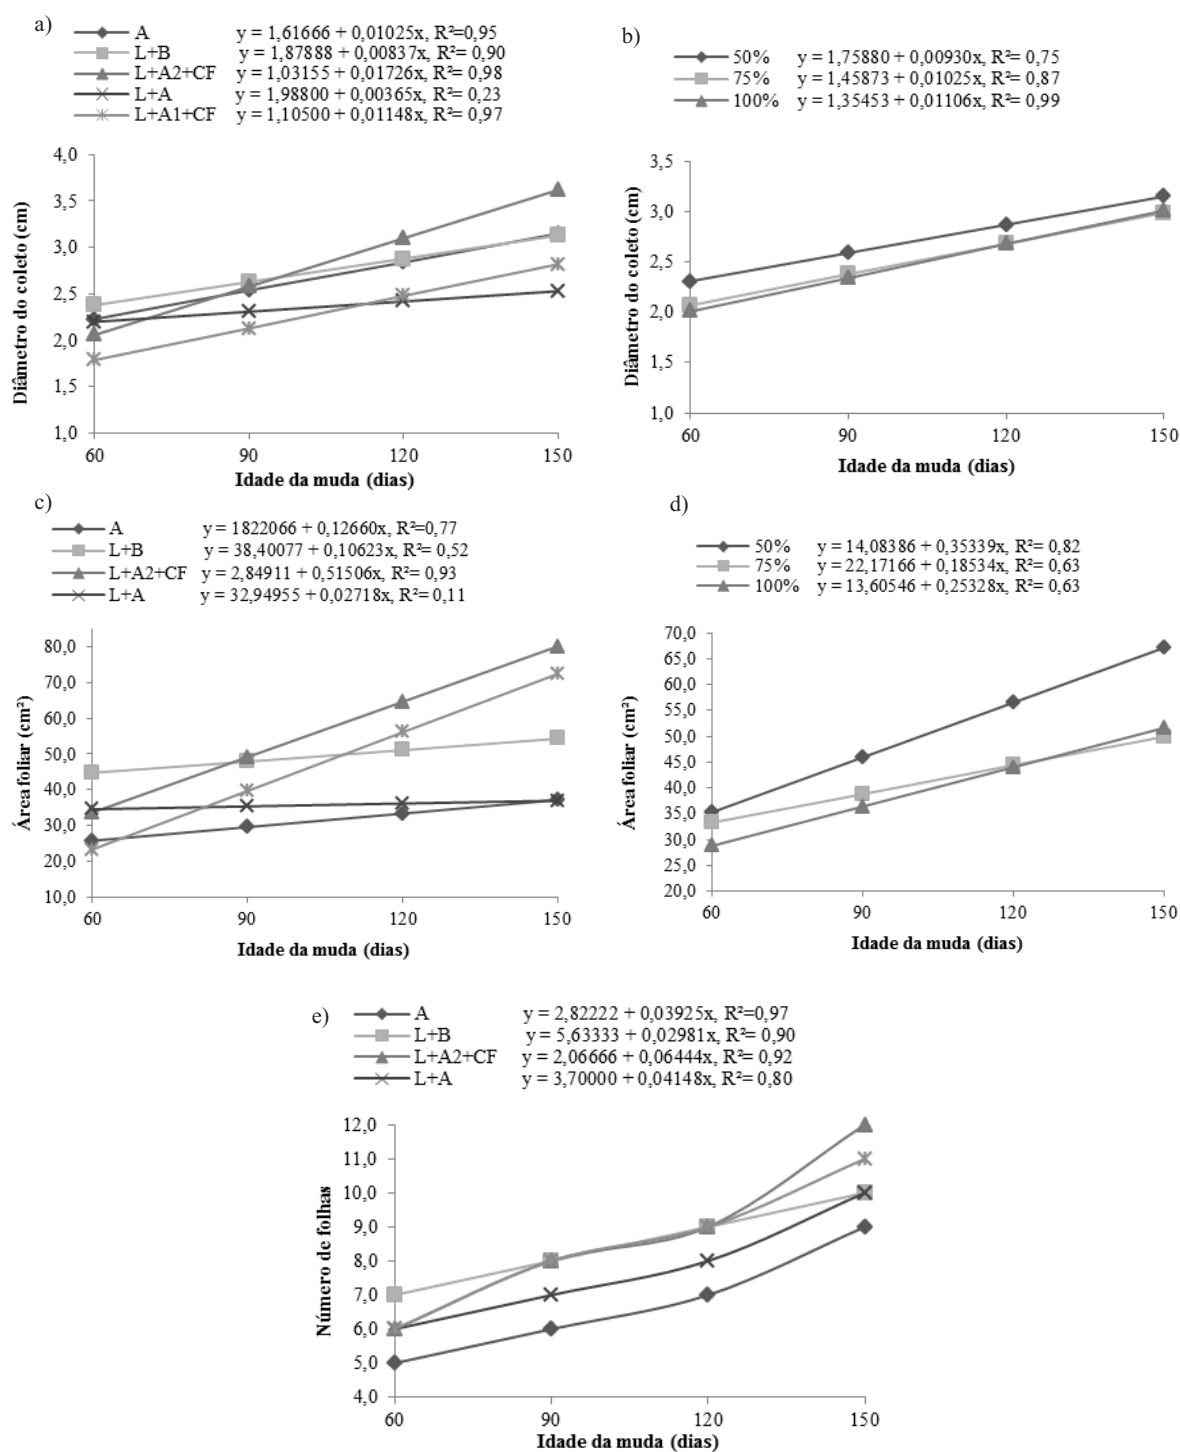 a)
A y = 1,61666 + 0,01025x, R²=0,95
L+B y = 1,87888 + 0,00837x, R²= 0,90
L+A2+CF y = 1,03155 + 0,01726x, R²= 0,98
L+A y = 1,98800 + 0,00365x, R²= 0,23
L+A1+CF y = 1,10500 + 0,01148x, R²= 0,97
4,0
3,5
3,0
2,5
2,0
1,5
1,0
Diâmetro do coleto (cm)
60 90 120 150
Idade da muda (dias)
b)
50% y = 1,75880 + 0,00930x, R²= 0,75
75% y = 1,45873 + 0,01025x, R²= 0,87
100% y = 1,35453 + 0,01106x, R²= 0,99
3,5
3,0
2,5
2,0
1,5
1,0
Diâmetro do coleto (cm)
60 90 120 150
Idade da muda (dias)
c)
A y = 1822066 + 0,12660x, R²=0,77
L+B y = 38,40077 + 0,10623x, R²= 0,52
L+A2+CF y = 2,84911 + 0,51506x, R²= 0,93
L+A y = 32,94955 + 0,02718x, R²= 0,11
80,0
70,0
60,0
50,0
40,0
30,0
20,0
10,0
Área foliar (cm²)
60 90 120 150
Idade da muda (dias)
d)
50% y = 14,08386 + 0,35339x, R²= 0,82
75% y = 22,17166 + 0,18534x, R²= 0,63
100% y = 13,60546 + 0,25328x, R²= 0,63
70,0
65,0
60,0
55,0
50,0
45,0
40,0
35,0
30,0
25,0
20,0
Área foliar (cm²)
60 90 120 150
Idade da muda (dias)
e)
A y = 2,82222 + 0,03925x, R²=0,97
L+B y = 5,63333 + 0,02981x, R²= 0,90
L+A2+CF y = 2,06666 + 0,06444x, R²= 0,92
L+A y = 3,70000 + 0,04148x, R²= 0,80
12,0
11,0
10,0
9,0
8,0
7,0
6,0
5,0
4,0
Número de folhas
60 90 120 150
Idade da muda (dias)